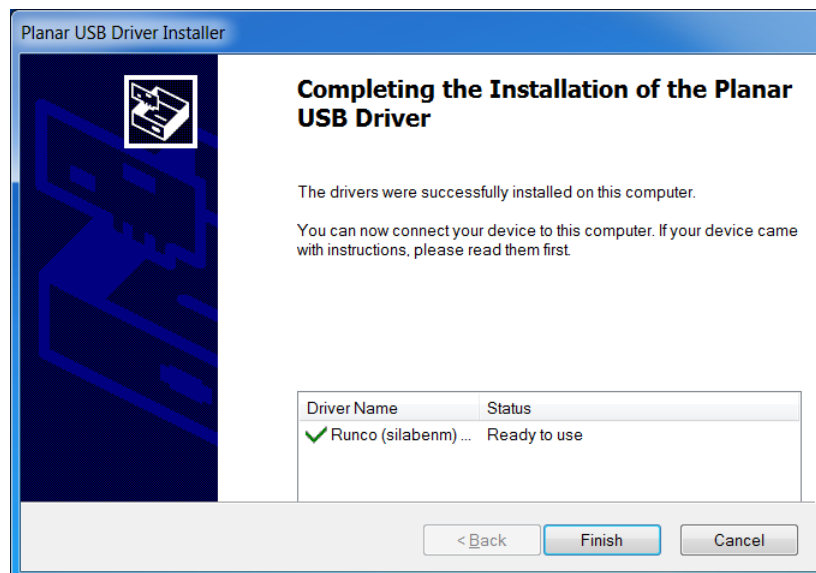 Planar USB Driver Installer
Completing the Installation of the Planar
USB Driver
The drivers were successfully installed on this computer.
You can now connect your device to this computer. If your device came
with instructions, please read them first.
Driver Name Status
Runco (silabenm) ... Ready to use
< Back Finish Cancel